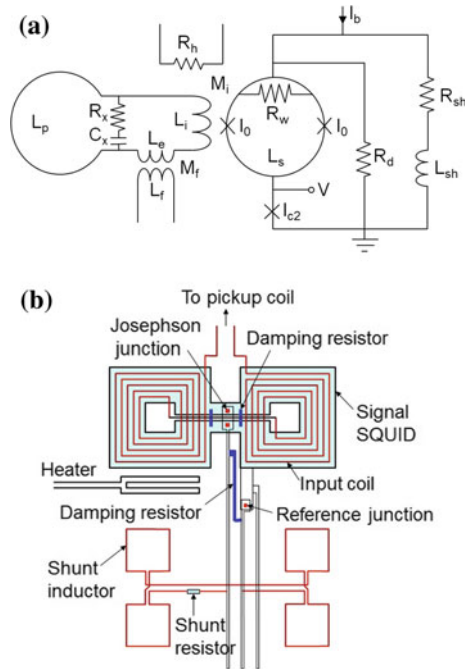 (a)
I_b
R_h
M_i
R_sh
R_x
L_i
R_w
L_p
C_x
L_e
I_0
I_0
L_s
R_d
M_f
L_f
V
L_sh
I_c2
(b)
To pickup coil
Josephson junction
Damping resistor
Signal SQUID
Heater
Input coil
Damping resistor
Reference junction
Shunt inductor
Shunt resistor